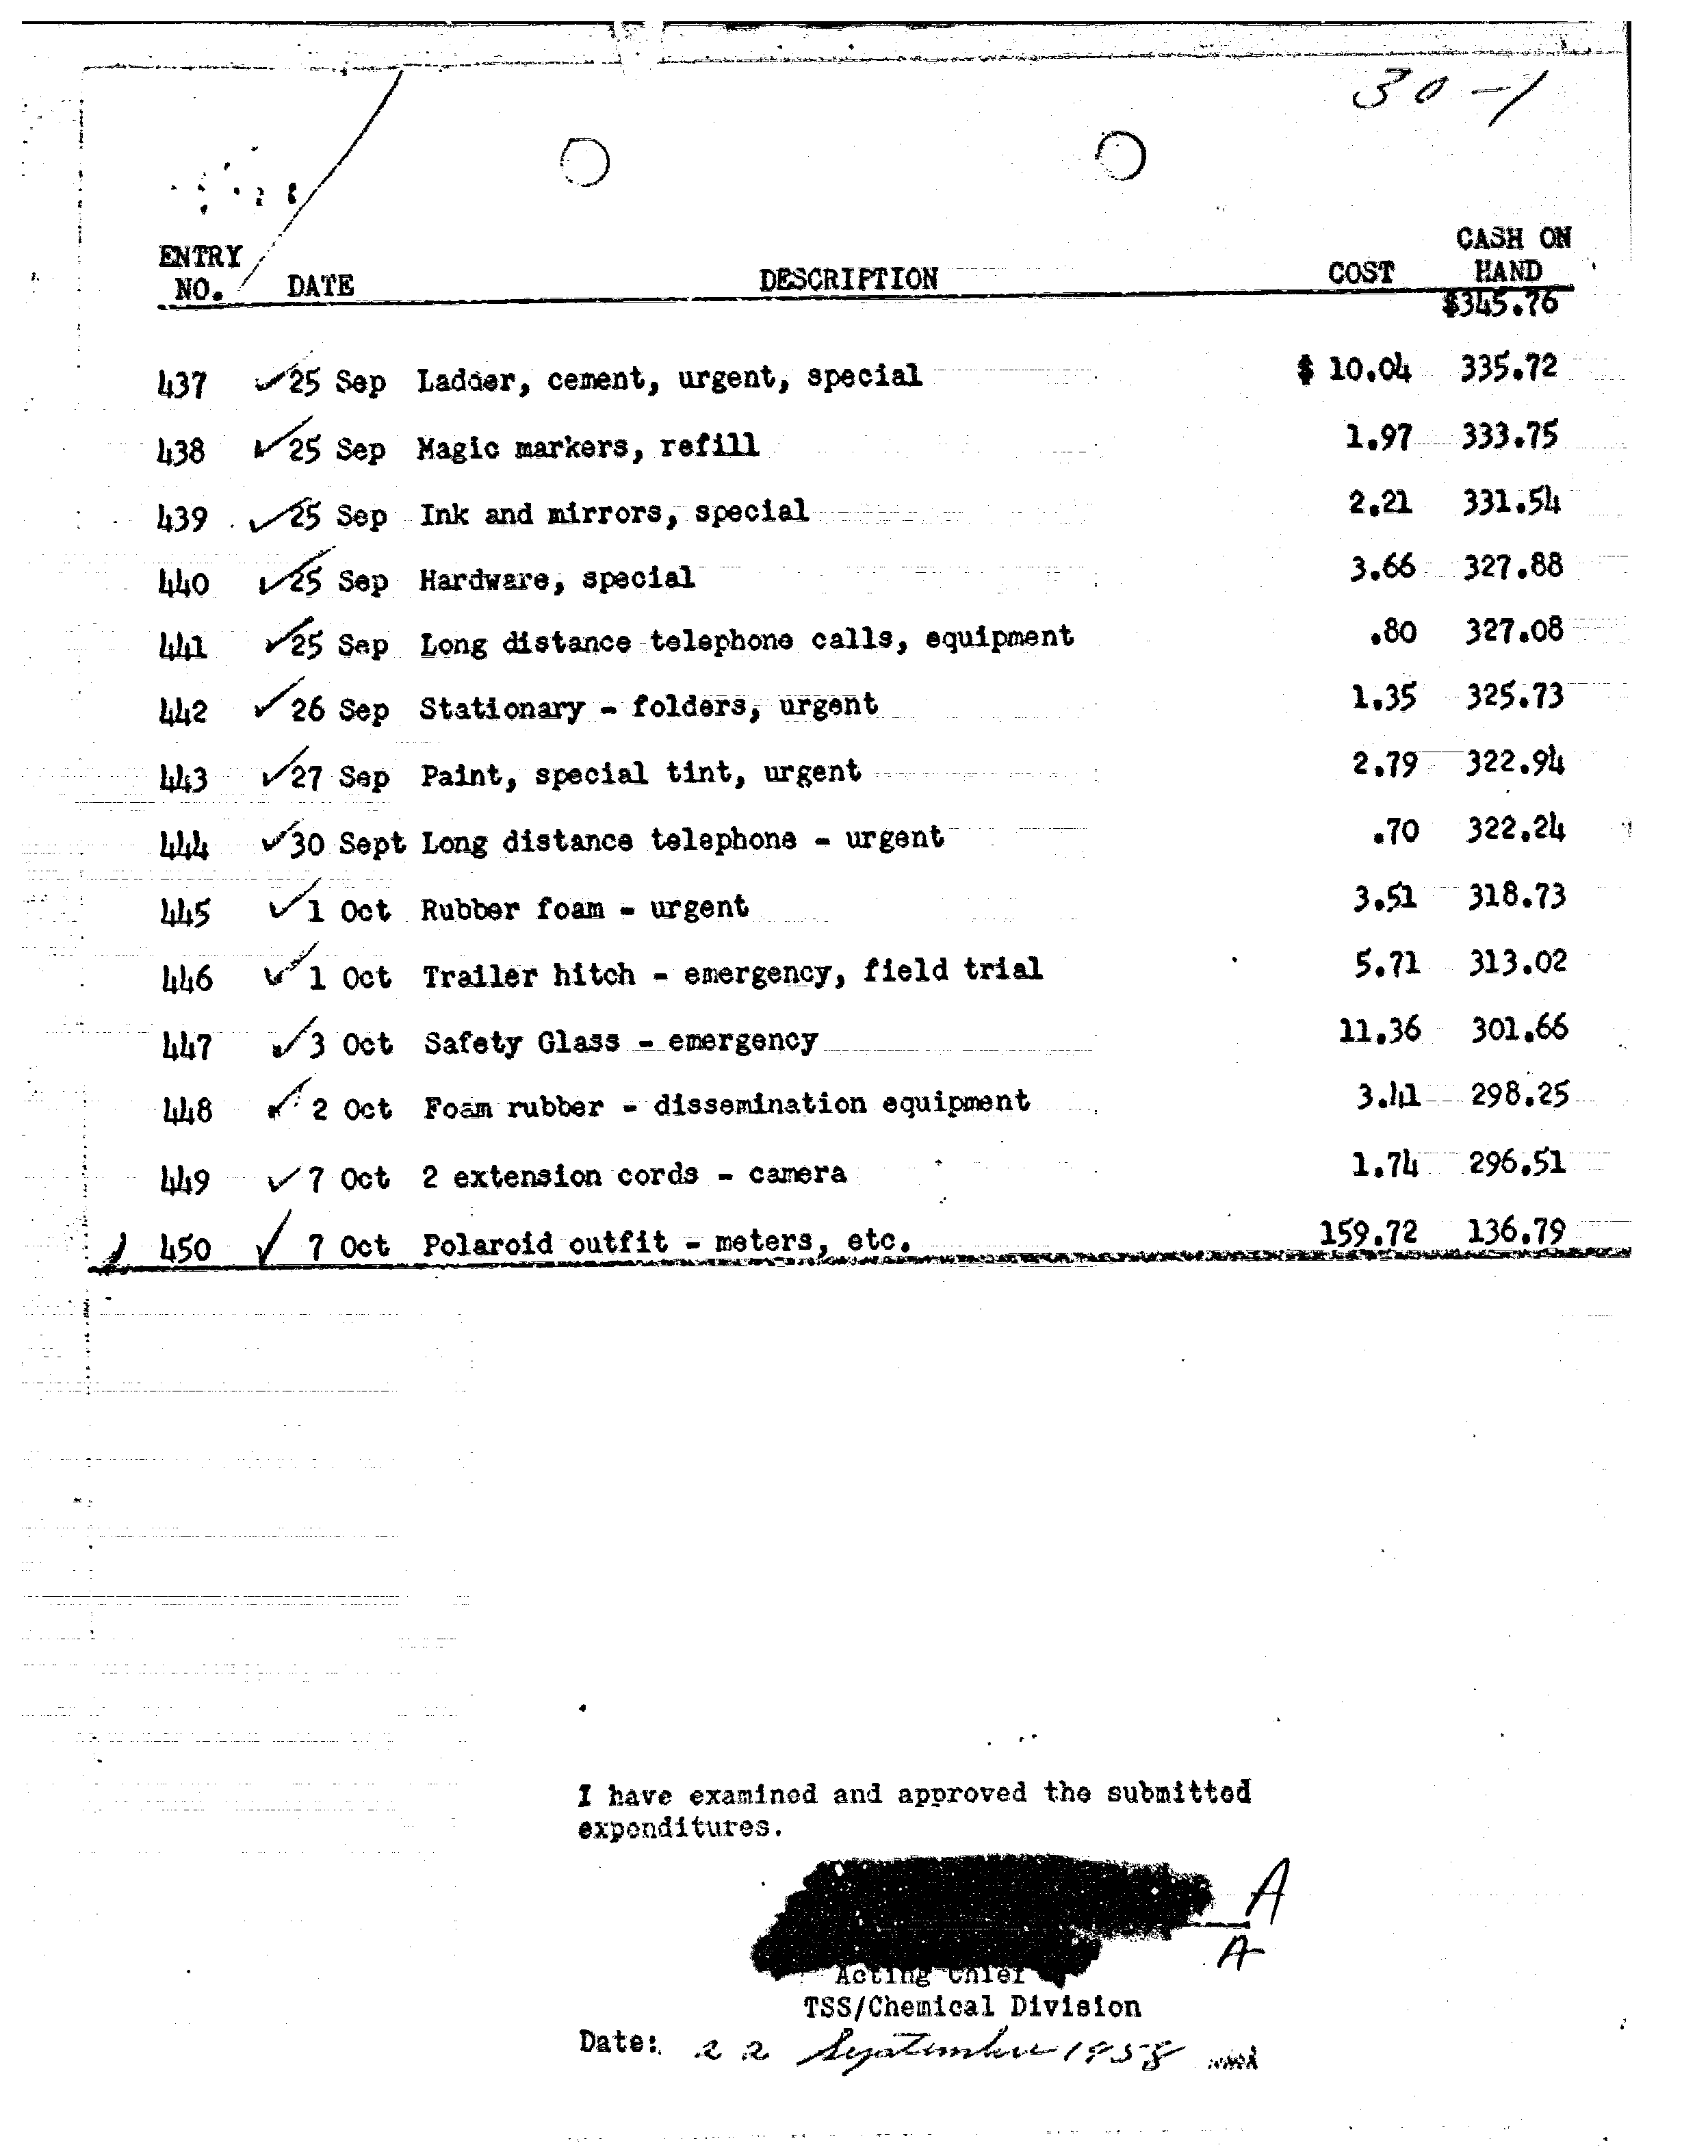 30-1
ENTRY NO. DATE DESCRIPTION COST CASH ON HAND
$345.76
437 ✓25 Sep Ladder, cement, urgent, special $ 10.04 335.72
438 ✓25 Sep Magic markers, refill 1.97 333.75
439 ✓25 Sep Ink and mirrors, special 2.21 331.54
440 ✓25 Sep Hardware, special 3.66 327.88
441 ✓25 Sep Long distance telephone calls, equipment .80 327.08
442 ✓26 Sep Stationary - folders, urgent 1.35 325.73
443 ✓27 Sep Paint, special tint, urgent 2.79 322.94
444 ✓30 Sept Long distance telephone - urgent .70 322.24
445 ✓1 Oct Rubber foam - urgent 3.51 318.73
446 ✓1 Oct Trailer hitch - emergency, field trial 5.71 313.02
447 ✓3 Oct Safety Glass - emergency 11.36 301.66
448 ✓2 Oct Foam rubber - dissemination equipment 3.41 298.25
449 ✓7 Oct 2 extension cords - camera 1.74 296.51
450 ✓7 Oct Polaroid outfit - meters, etc. 159.72 136.79
I have examined and approved the submitted
expenditures.
A
A
Acting Chief
TSS/Chemical Division
Date: 22 September 1958